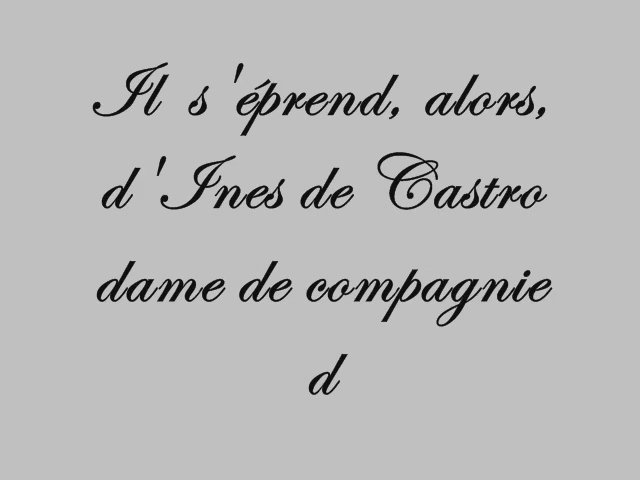 Il s'éprend, alors,
d'Ines de Castro
dame de compagnie
d